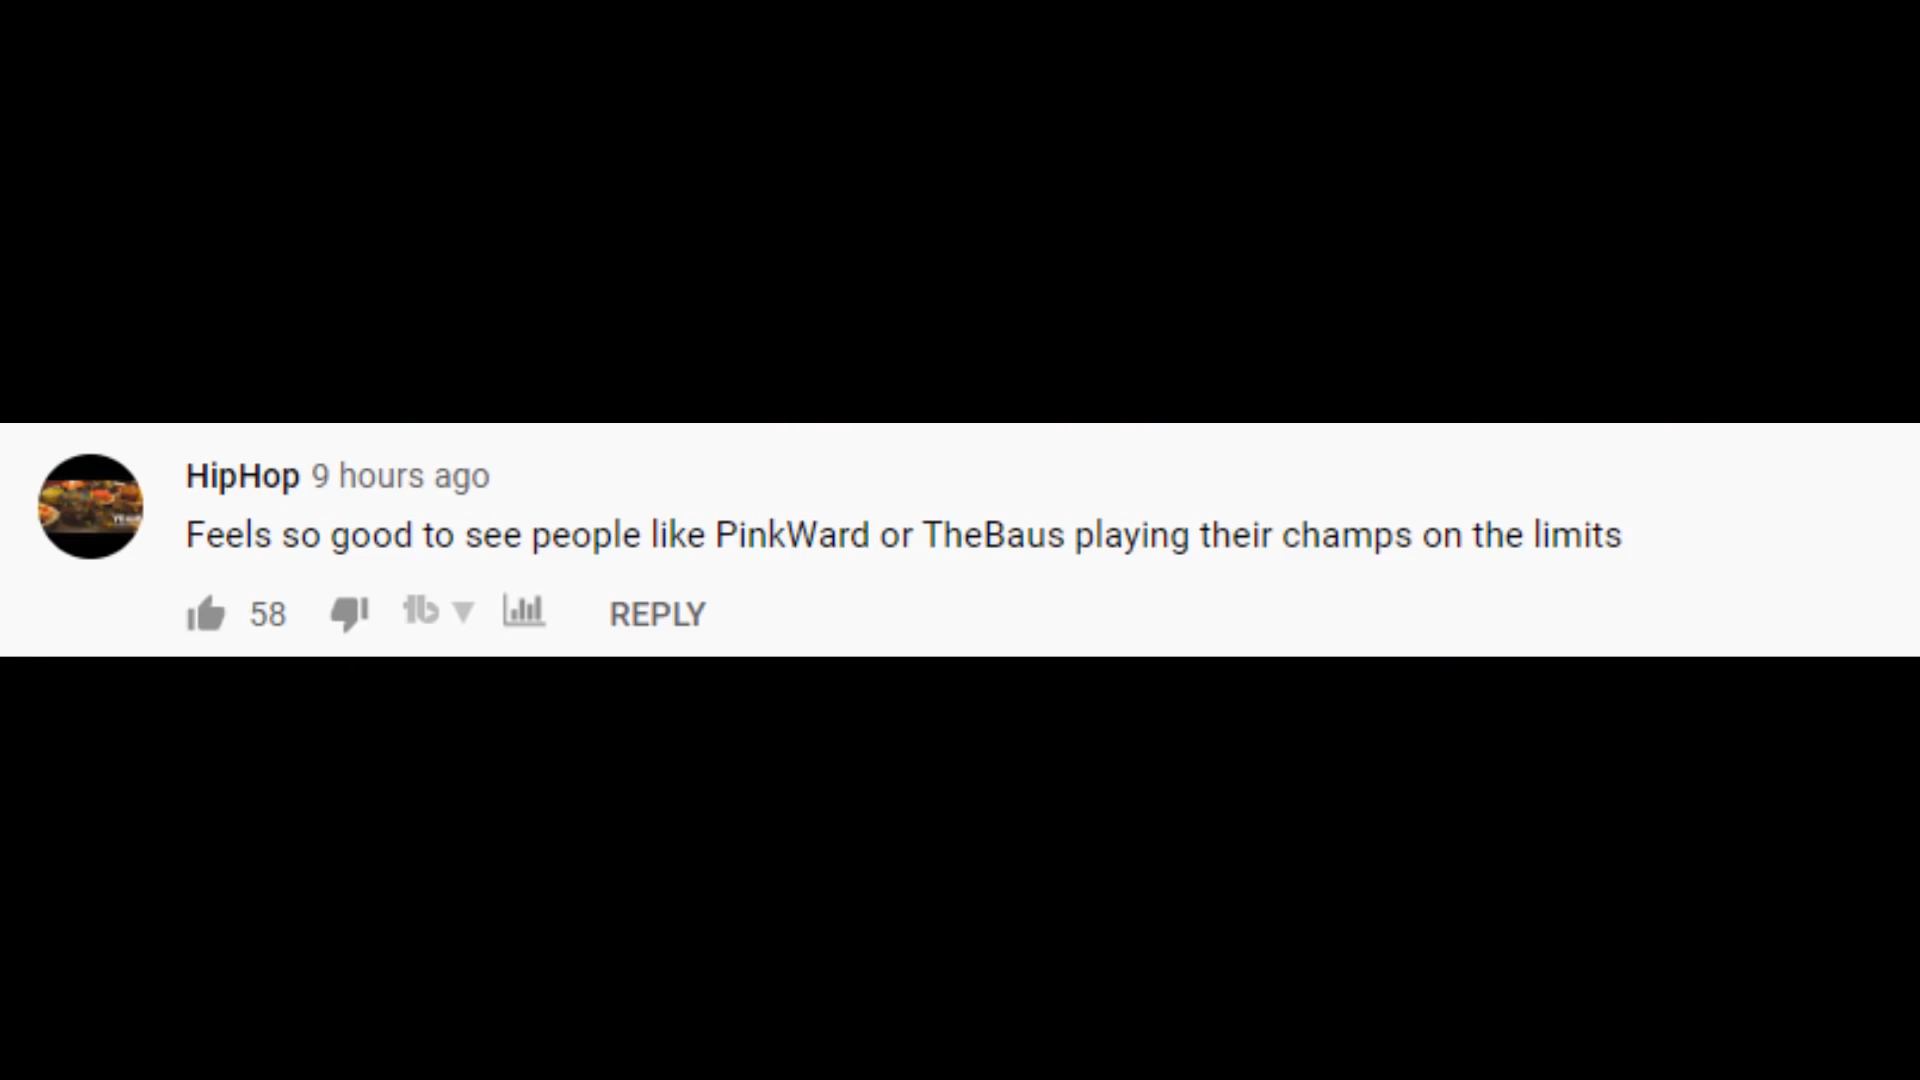 HipHop 9 hours ago
Feels so good to see people like PinkWard or TheBaus playing their champs on the limits
58 REPLY